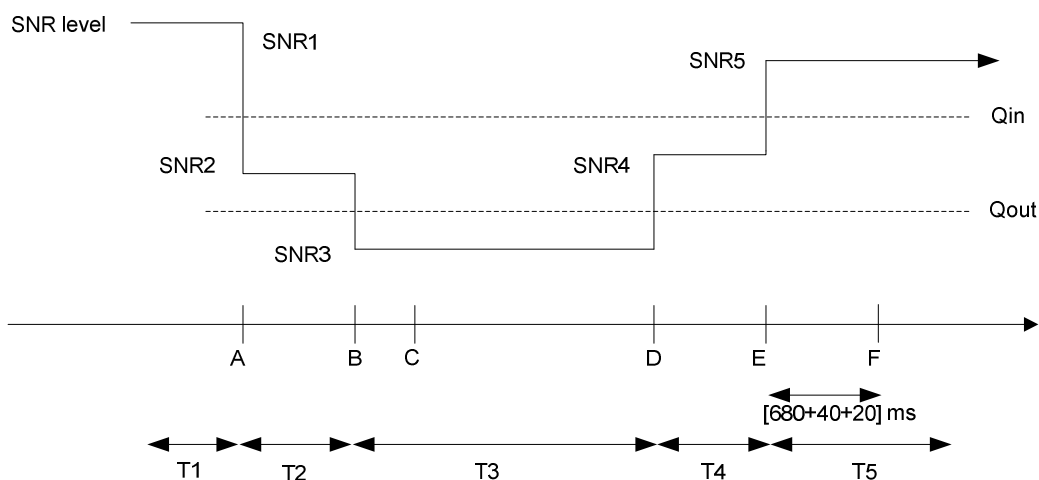 SNR level
SNR1
SNR5
Qin
SNR2
SNR4
Qout
SNR3
A
B
C
D
E
F
[680+40+20] ms
T1
T2
T3
T4
T5